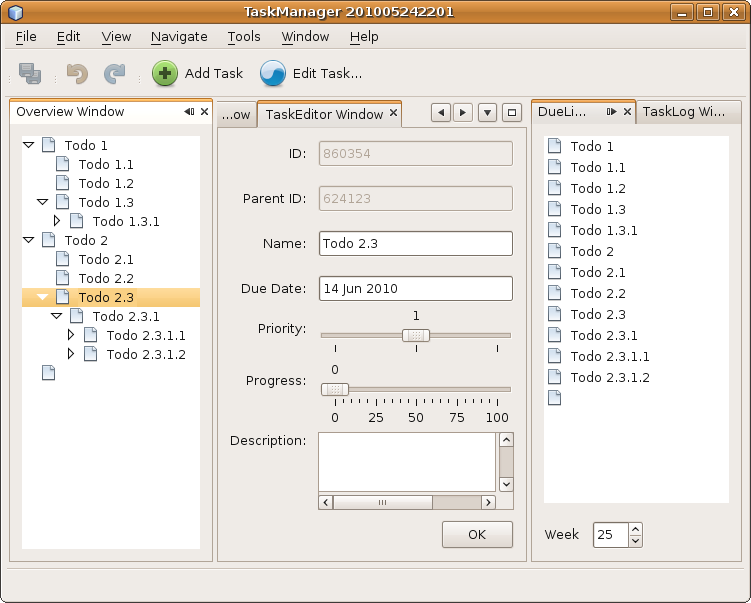 TaskManager 201005242201
File Edit View Navigate Tools Window Help
Add Task Edit Task...
Overview Window
Todo 1
Todo 1.1
Todo 1.2
Todo 1.3
Todo 1.3.1
Todo 2
Todo 2.1
Todo 2.2
Todo 2.3
Todo 2.3.1
Todo 2.3.1.1
Todo 2.3.1.2
...ow TaskEditor Window
ID: 860354
Parent ID: 624123
Name: Todo 2.3
Due Date: 14 Jun 2010
Priority: 1
Progress: 0
0 25 50 75 100
Description:
OK
DueLi... TaskLog Wi...
Todo 1
Todo 1.1
Todo 1.2
Todo 1.3
Todo 1.3.1
Todo 2
Todo 2.1
Todo 2.2
Todo 2.3
Todo 2.3.1
Todo 2.3.1.1
Todo 2.3.1.2
Week 25